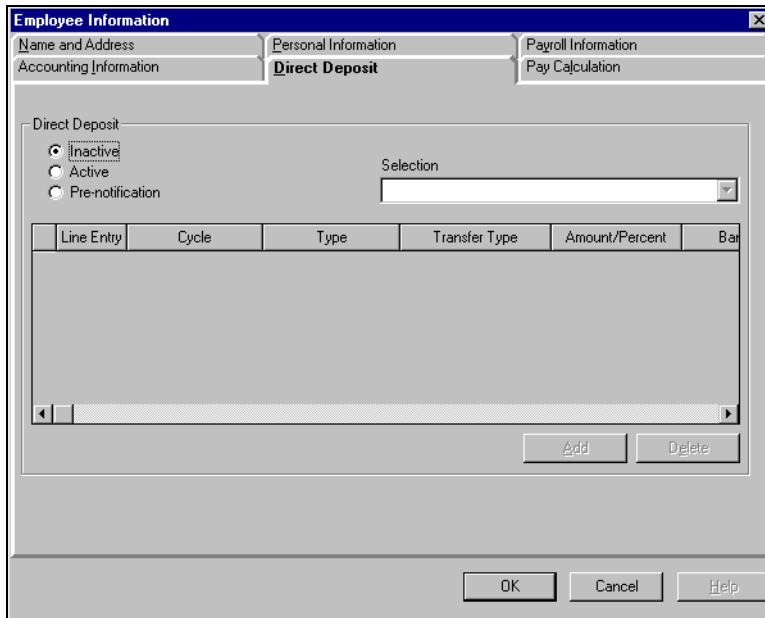 Employee Information
Name and Address Personal Information Payroll Information
Accounting Information Direct Deposit Pay Calculation
Direct Deposit
Inactive
Active
Pre-notification
Selection
Line Entry Cycle Type Transfer Type Amount/Percent Bar
Add Delete
OK Cancel Help